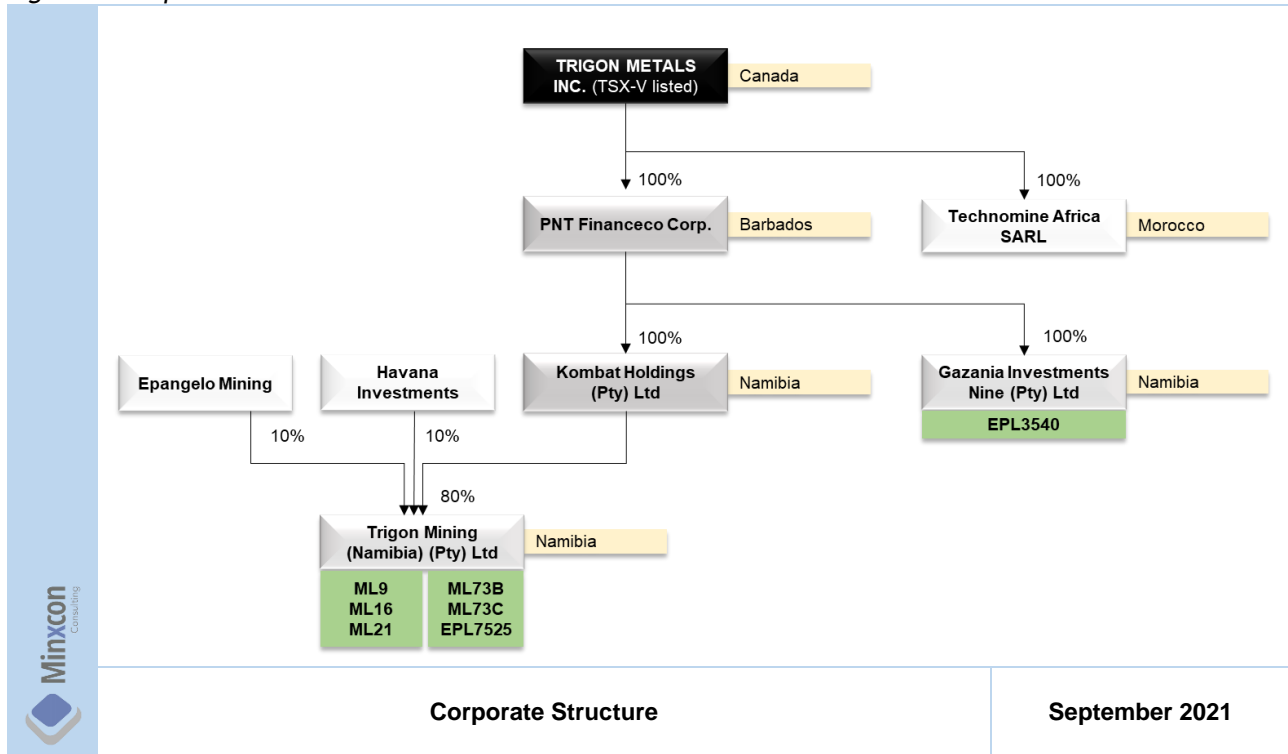 TRIGON METALS
INC. (TSX-V listed)
Canada
100%
100%
PNT Financeco Corp.
Barbados
Technomine Africa
SARL
Morocco
100%
100%
Epangelo Mining
Havana
Investments
Kombat Holdings
(Pty) Ltd
Namibia
Gazania Investments
Nine (Pty) Ltd
Namibia
EPL3540
10%
10%
80%
Trigon Mining
(Namibia) (Pty) Ltd
Namibia
ML9
ML16
ML21
ML73B
ML73C
EPL7525
Minxcon
Consulting
Corporate Structure
September 2021